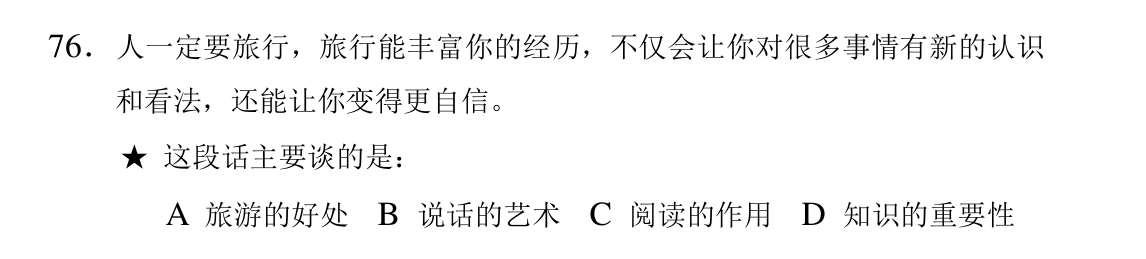 76．人一定要旅行，旅行能丰富你的经历，不仅会让你对很多事情有新的认识
和看法，还能让你变得更自信。
★ 这段话主要谈的是：
A 旅游的好处 B 说话的艺术 C 阅读的作用 D 知识的重要性